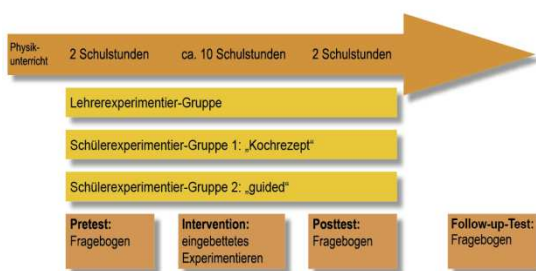 Physik-
unterricht
2 Schulstunden
ca. 10 Schulstunden
2 Schulstunden
Lehrerexperimentier-Gruppe
Schülerexperimentier-Gruppe 1: „Kochrezept“
Schülerexperimentier-Gruppe 2: „guided“
Pretest:
Fragebogen
Intervention:
eingebettetes
Experimentieren
Posttest:
Fragebogen
Follow-up-Test:
Fragebogen